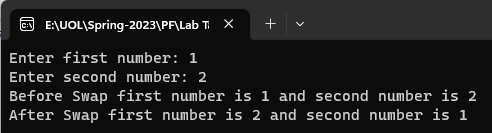 E:\UOL\Spring-2023\PF\Lab T
Enter first number: 1
Enter second number: 2
Before Swap first number is 1 and second number is 2
After Swap first number is 2 and second number is 1